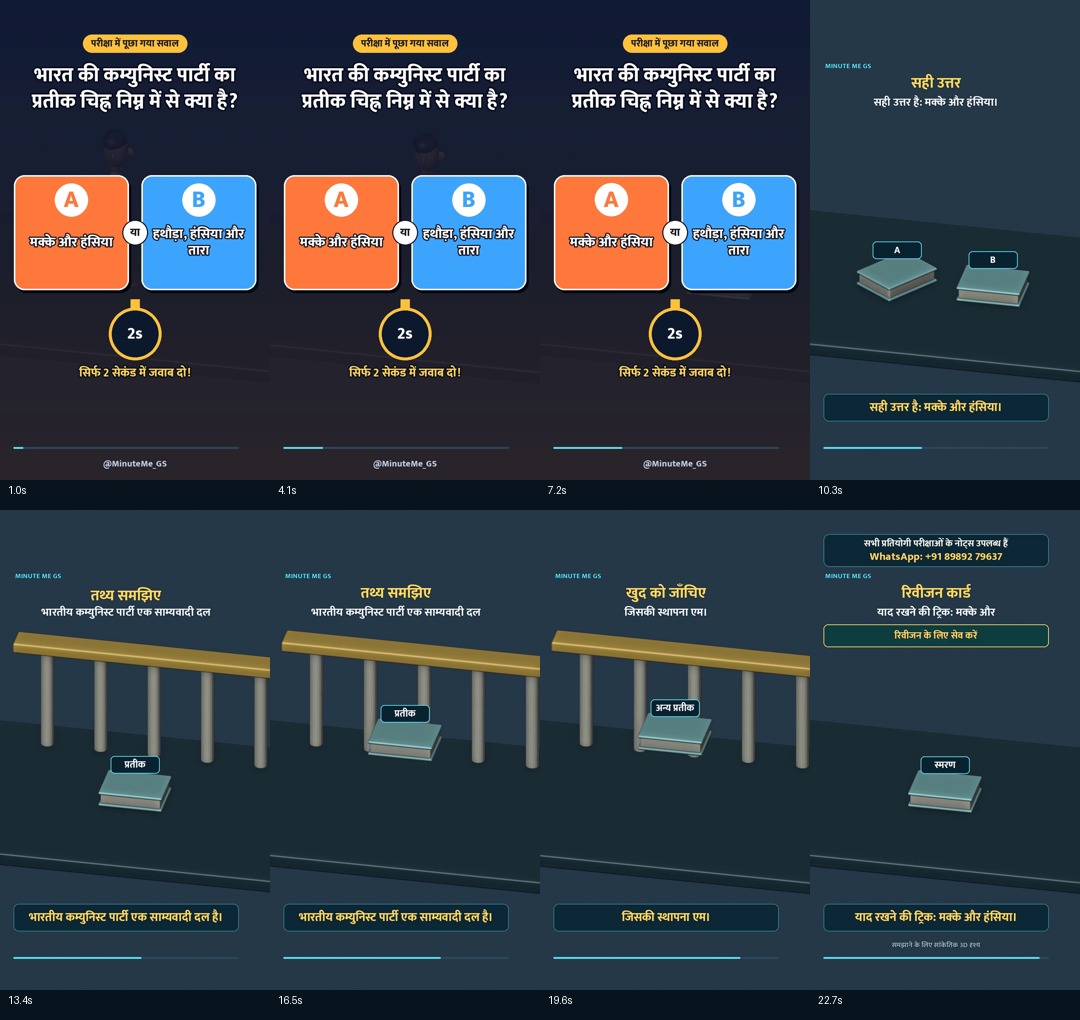 परीक्षा में पूछा गया सवाल
भारत की कम्युनिस्ट पार्टी का
प्रतीक चिह्न निम्न में से क्या है?
A
मक्के और हंसिया
या
B
हथौड़ा, हंसिया और
तारा
2s
सिर्फ 2 सेकंड में जवाब दो!
@MinuteMe_GS
1.0s
परीक्षा में पूछा गया सवाल
भारत की कम्युनिस्ट पार्टी का
प्रतीक चिह्न निम्न में से क्या है?
A
मक्के और हंसिया
या
B
हथौड़ा, हंसिया और
तारा
2s
सिर्फ 2 सेकंड में जवाब दो!
@MinuteMe_GS
4.1s
परीक्षा में पूछा गया सवाल
भारत की कम्युनिस्ट पार्टी का
प्रतीक चिह्न निम्न में से क्या है?
A
मक्के और हंसिया
या
B
हथौड़ा, हंसिया और
तारा
2s
सिर्फ 2 सेकंड में जवाब दो!
@MinuteMe_GS
7.2s
MINUTE ME GS
सही उत्तर
सही उत्तर है: मक्के और हंसिया।
A
B
सही उत्तर है: मक्के और हंसिया।
10.3s
MINUTE ME GS
तथ्य समझिए
भारतीय कम्युनिस्ट पार्टी एक साम्यवादी दल
प्रतीक
भारतीय कम्युनिस्ट पार्टी एक साम्यवादी दल है।
13.4s
MINUTE ME GS
तथ्य समझिए
भारतीय कम्युनिस्ट पार्टी एक साम्यवादी दल
प्रतीक
भारतीय कम्युनिस्ट पार्टी एक साम्यवादी दल है।
16.5s
MINUTE ME GS
खुद को जाँचिए
जिसकी स्थापना एम।
अन्य प्रतीक
जिसकी स्थापना एम।
19.6s
सभी प्रतियोगी परीक्षाओं के नोट्स उपलब्ध हैं
WhatsApp: +91 89892 79637
MINUTE ME GS
रिवीजन कार्ड
याद रखने की ट्रिक: मक्के और
रिवीजन के लिए सेव करें
स्मरण
याद रखने की ट्रिक: मक्के और हंसिया।
समझाने के लिए सांकेतिक 3D दृश्य
22.7s